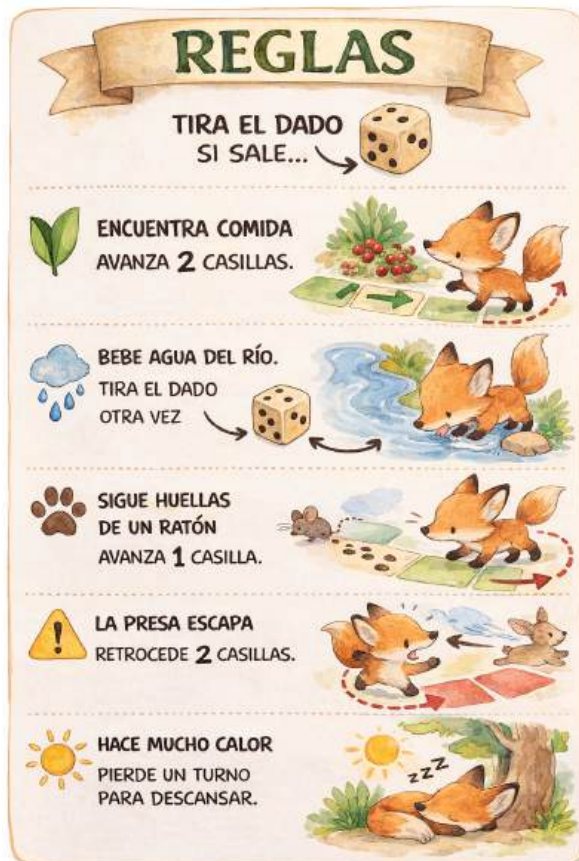 REGLAS
TIRA EL DADO
SI SALE...
ENCUENTRA COMIDA
AVANZA 2 CASILLAS.
BEBE AGUA DEL RÍO.
TIRA EL DADO
OTRA VEZ
SIGUE HUELLAS
DE UN RATÓN
AVANZA 1 CASILLA.
LA PRESA ESCAPA
RETROCEDE 2 CASILLAS.
HACE MUCHO CALOR
PIERDE UN TURNO
PARA DESCANSAR.
zzz